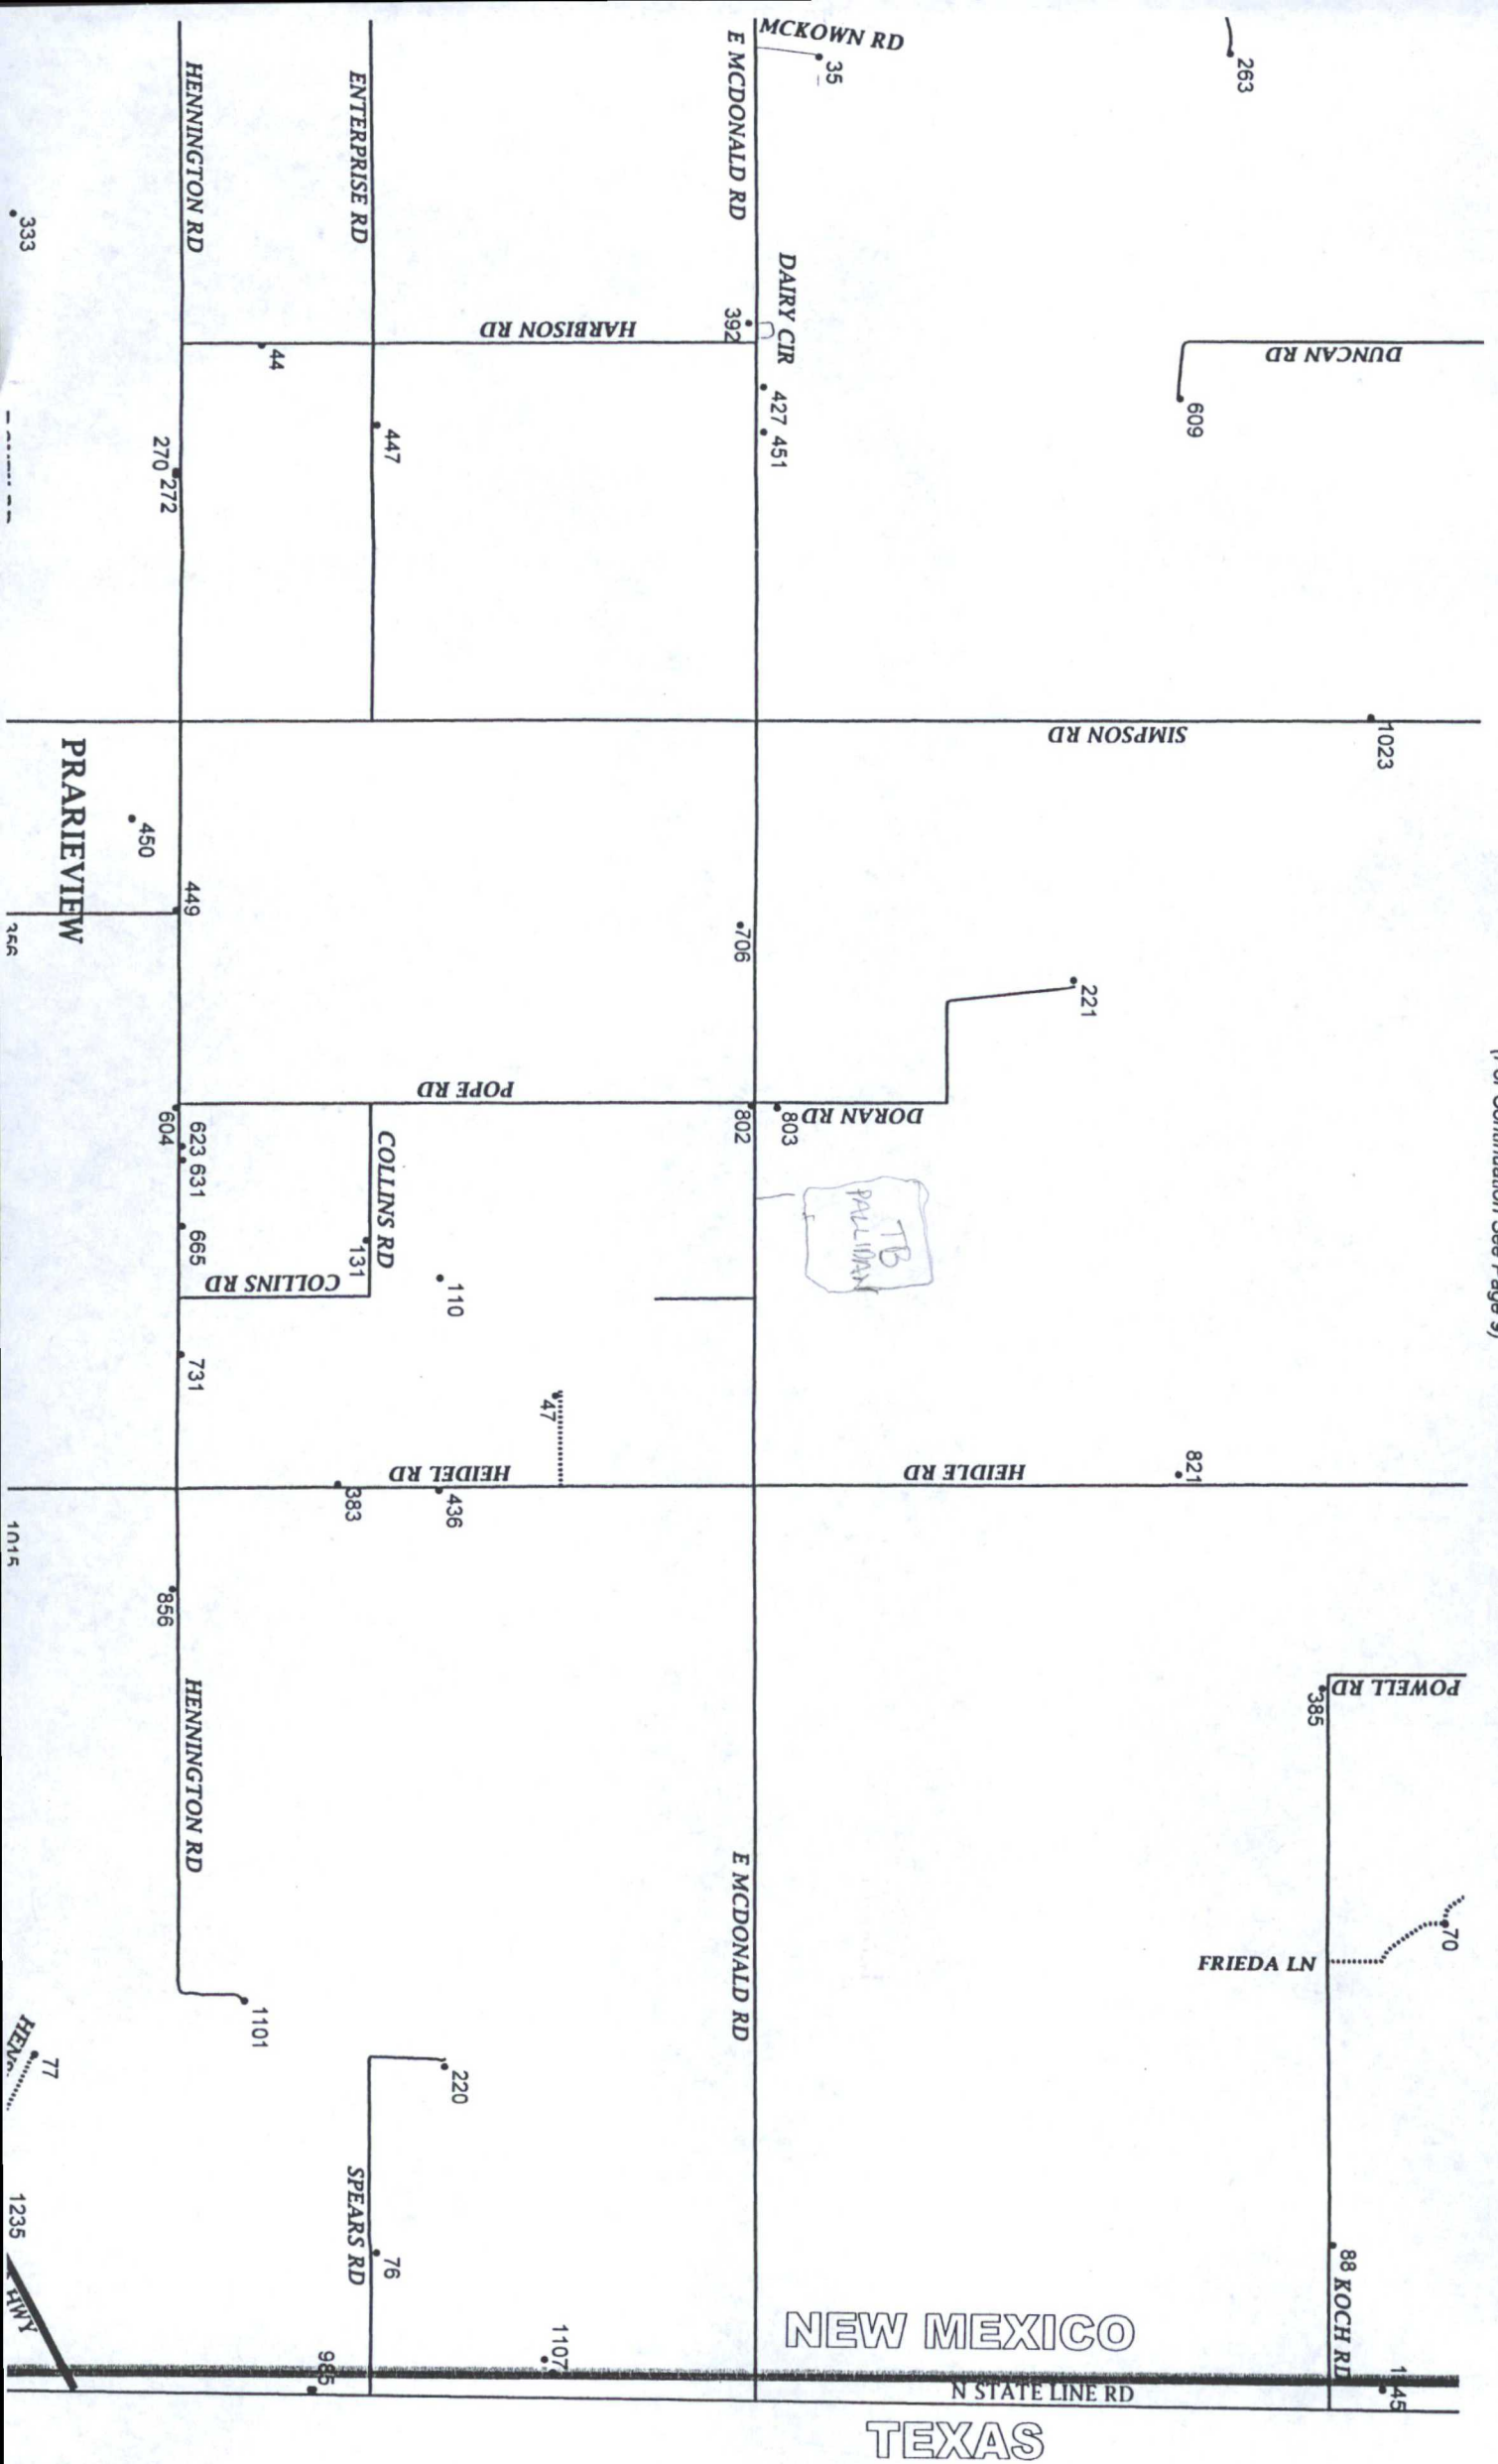 MCKOWN RD
35
263
E MCDONALD RD
HENNINGTON RD
ENTERPRISE RD
333
DAIRY CIR
392
HARBISON RD
DUNCAN RD
44
609
427 451
447
270 272
SIMPSON RD
1023
PRARIEVIEW
450
449
706
221
POPE RD
DORAN RD
604
623 631
802
803
COLLINS RD
TB
PALLIDAN
665
131
COLLINS RD
110
731
47
HEIDEL RD
HEIDLE RD
821
383
436
1015
856
HENNINGTON RD
POWELL RD
385
E MCDONALD RD
70
FRIEDA LN
1101
77
220
SPEARS RD
76
1235
HWY
88 KOCH RD
NEW MEXICO
1107
985
N STATE LINE RD
TEXAS